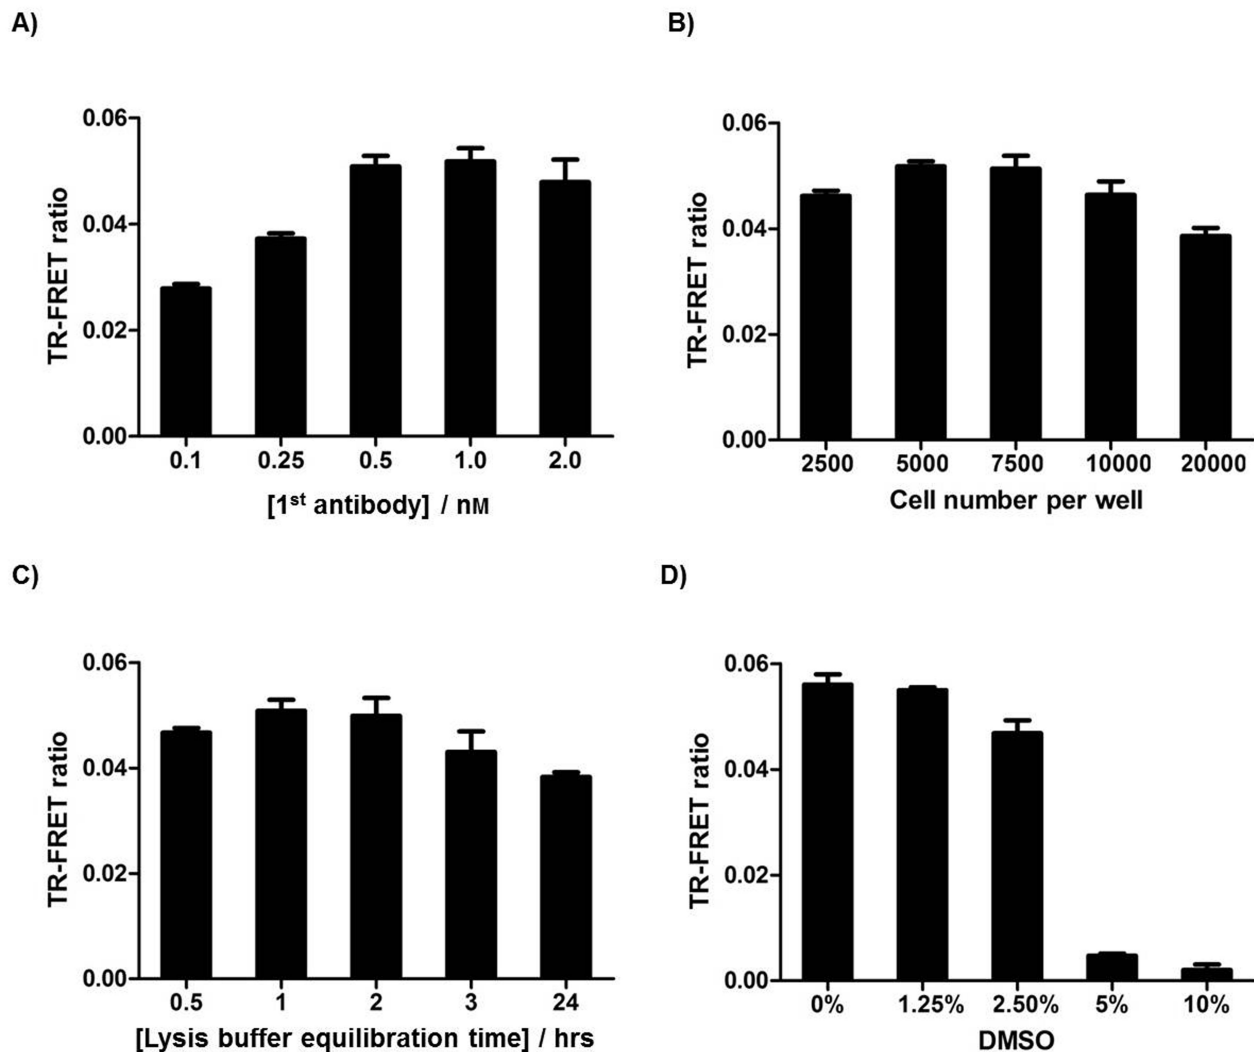 A)
TR-FRET ratio
0.06
0.04
0.02
0.00
0.1 0.25 0.5 1.0 2.0
[1st antibody] / nM
B)
TR-FRET ratio
0.06
0.04
0.02
0.00
2500 5000 7500 10000 20000
Cell number per well
C)
TR-FRET ratio
0.06
0.04
0.02
0.00
0.5 1 2 3 24
[Lysis buffer equilibration time] / hrs
D)
TR-FRET ratio
0.06
0.04
0.02
0.00
0% 1.25% 2.50% 5% 10%
DMSO